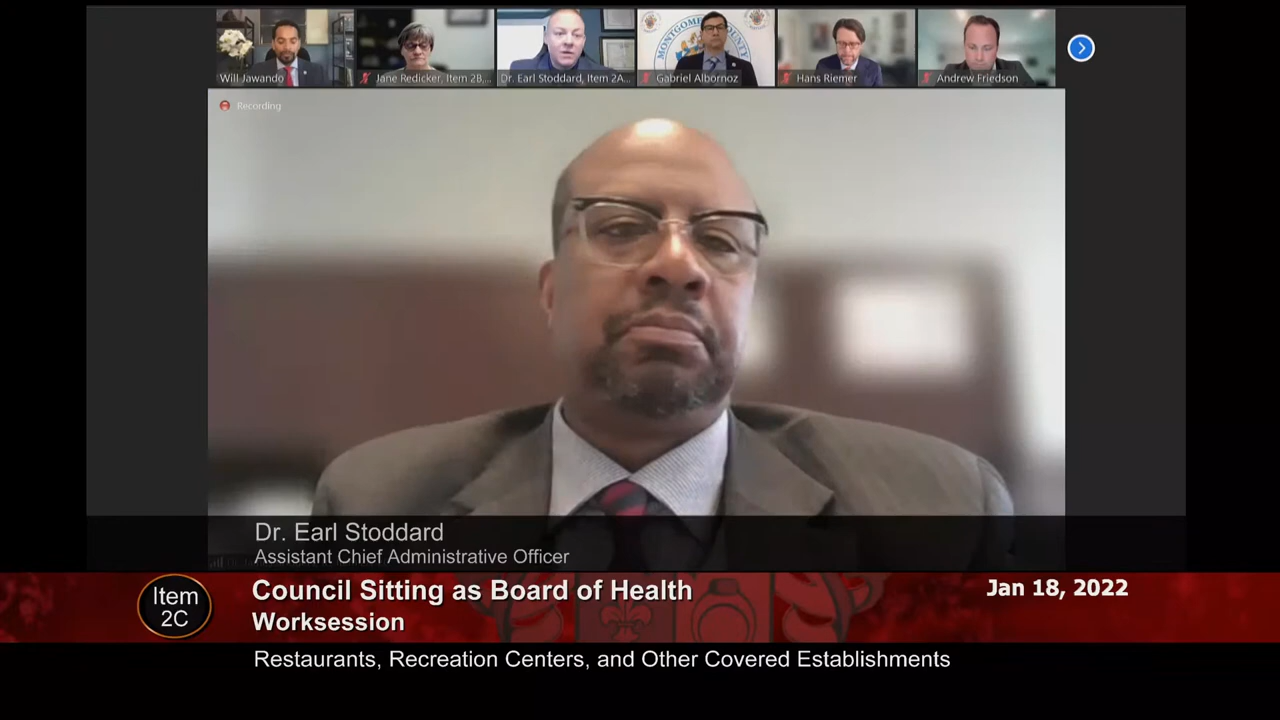 Will Jawando
Jane Redicker, Item 2B,...
Dr. Earl Stoddard, Item 2A...
MONTGOMERY COUNTY
Gabriel Albornoz
Hans Riemer
Andrew Friedson
Recording
Dr. Earl Stoddard
Assistant Chief Administrative Officer
Item
2C
Council Sitting as Board of Health
Worksession
Jan 18, 2022
Restaurants, Recreation Centers, and Other Covered Establishments